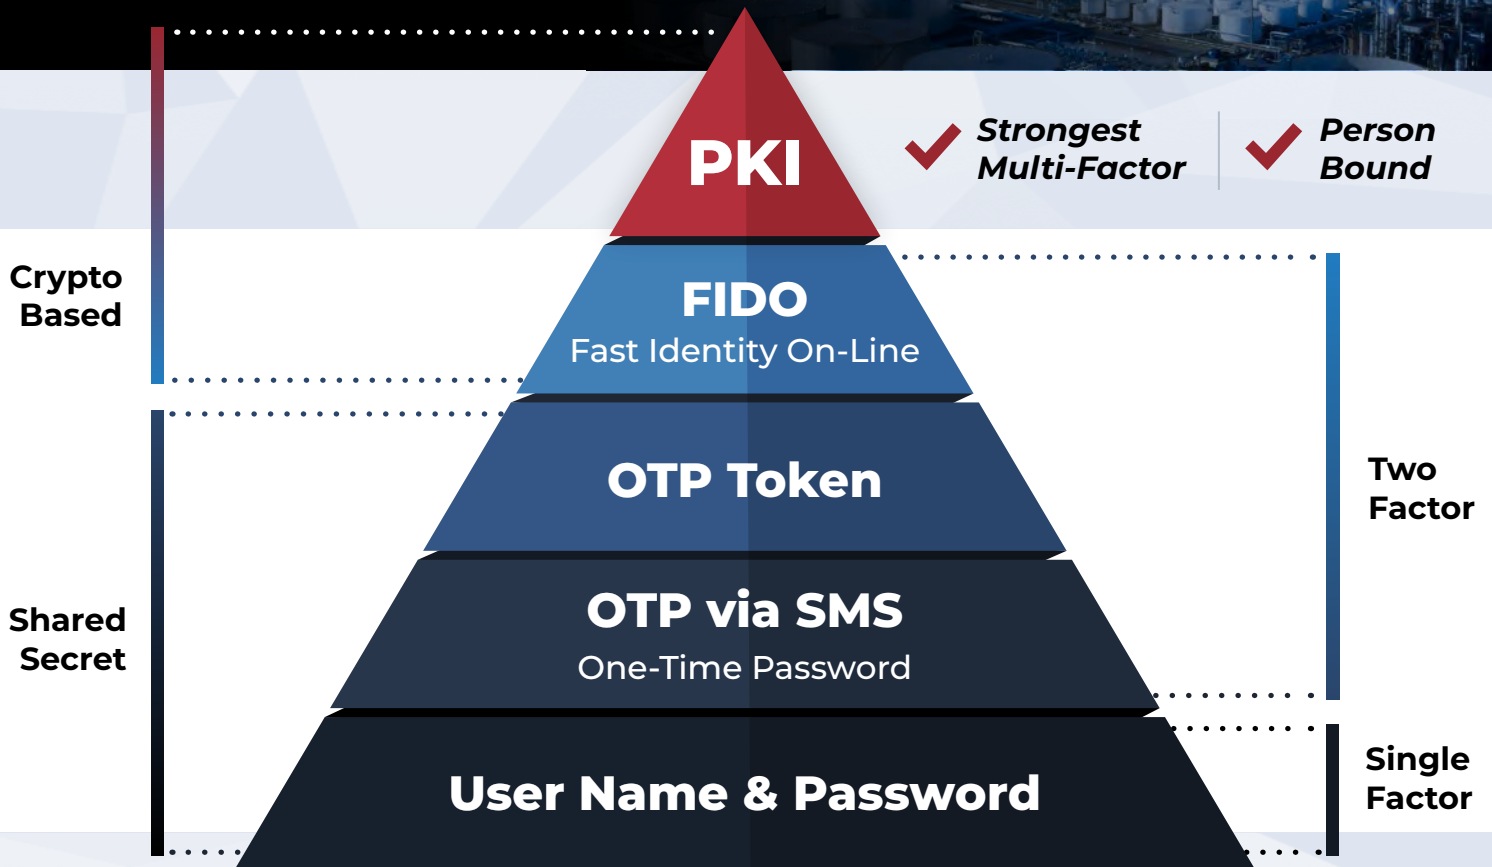 PKI
Strongest
Multi-Factor
Person
Bound
Crypto
Based
FIDO
Fast Identity On-Line
OTP Token
Two
Factor
Shared
Secret
OTP via SMS
One-Time Password
User Name & Password
Single
Factor